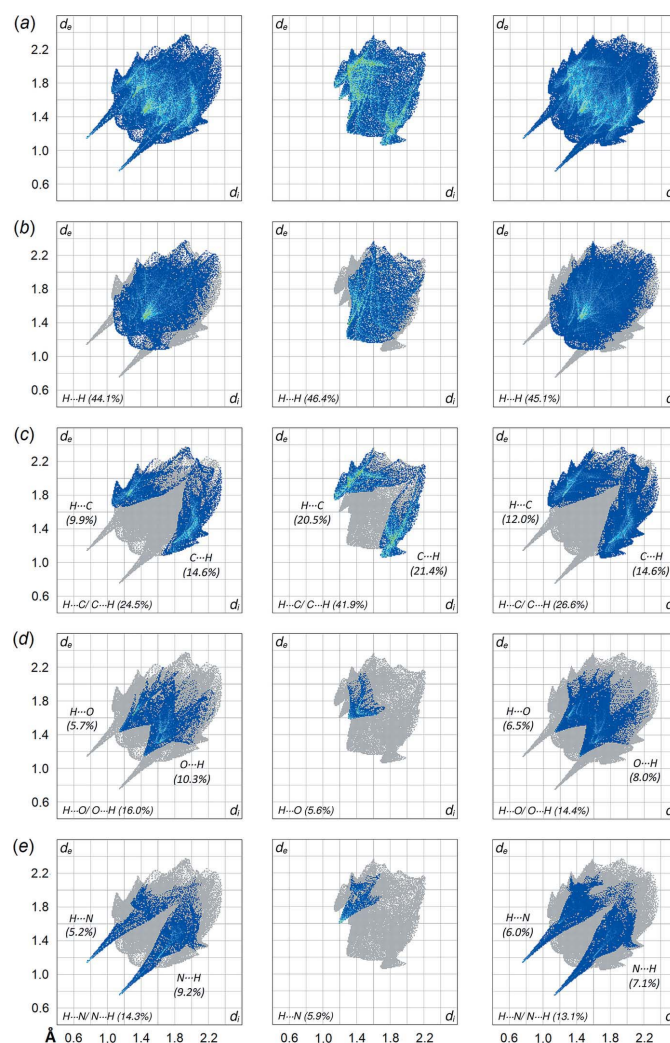 (a)
de
de
de
2.2
1.8
1.4
1.0
0.6
di
di
d
(b)
de
de
de
2.2
1.8
1.4
1.0
0.6
H···H (44.1%)
di
H···H (46.4%)
di
H···H (45.1%)
d
(c)
de
de
de
2.2
1.8
H···C
(9.9%)
H···C
(20.5%)
H···C
(12.0%)
1.4
1.0
C···H
(14.6%)
C···H
(21.4%)
C···H
(14.6%)
0.6
H···C/ C···H (24.5%)
di
H···C/ C···H (41.9%)
di
H···C/ C···H (26.6%)
d
(d)
de
de
de
2.2
1.8
H···O
(5.7%)
H···O
(6.5%)
1.4
1.0
O···H
(10.3%)
O···H
(8.0%)
0.6
H···O/ O···H (16.0%)
di
H···O (5.6%)
di
H···O/ O···H (14.4%)
d
(e)
de
de
de
2.2
1.8
H···N
(5.2%)
H···N
(6.0%)
1.4
1.0
N···H
(9.2%)
N···H
(7.1%)
0.6
H···N/ N···H (14.3%)
di
H···N (5.9%)
di
H···N/ N···H (13.1%)
d
Å 0.6 1.0 1.4 1.8 2.2 0.6 1.0 1.4 1.8 2.2 0.6 1.0 1.4 1.8 2.2